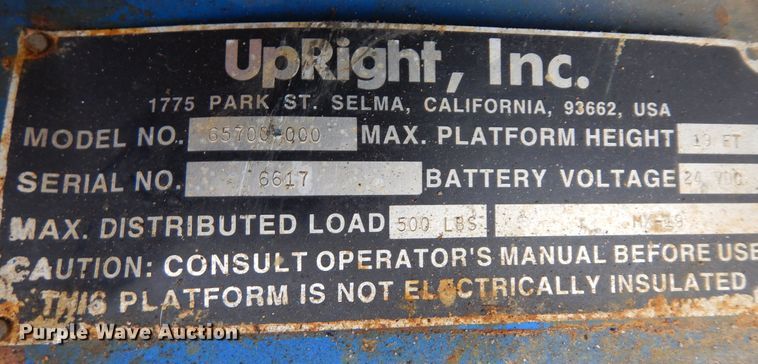 UpRight, Inc.
1775 PARK ST. SELMA, CALIFORNIA, 93662, USA
MODEL NO. 65700-000 MAX. PLATFORM HEIGHT 19 FT
SERIAL NO. 6617 BATTERY VOLTAGE 24 VDC
MAX. DISTRIBUTED LOAD 500 LBS MX-19
CAUTION: CONSULT OPERATOR'S MANUAL BEFORE USE
THIS PLATFORM IS NOT ELECTRICALLY INSULATED
Purple Wave Auction